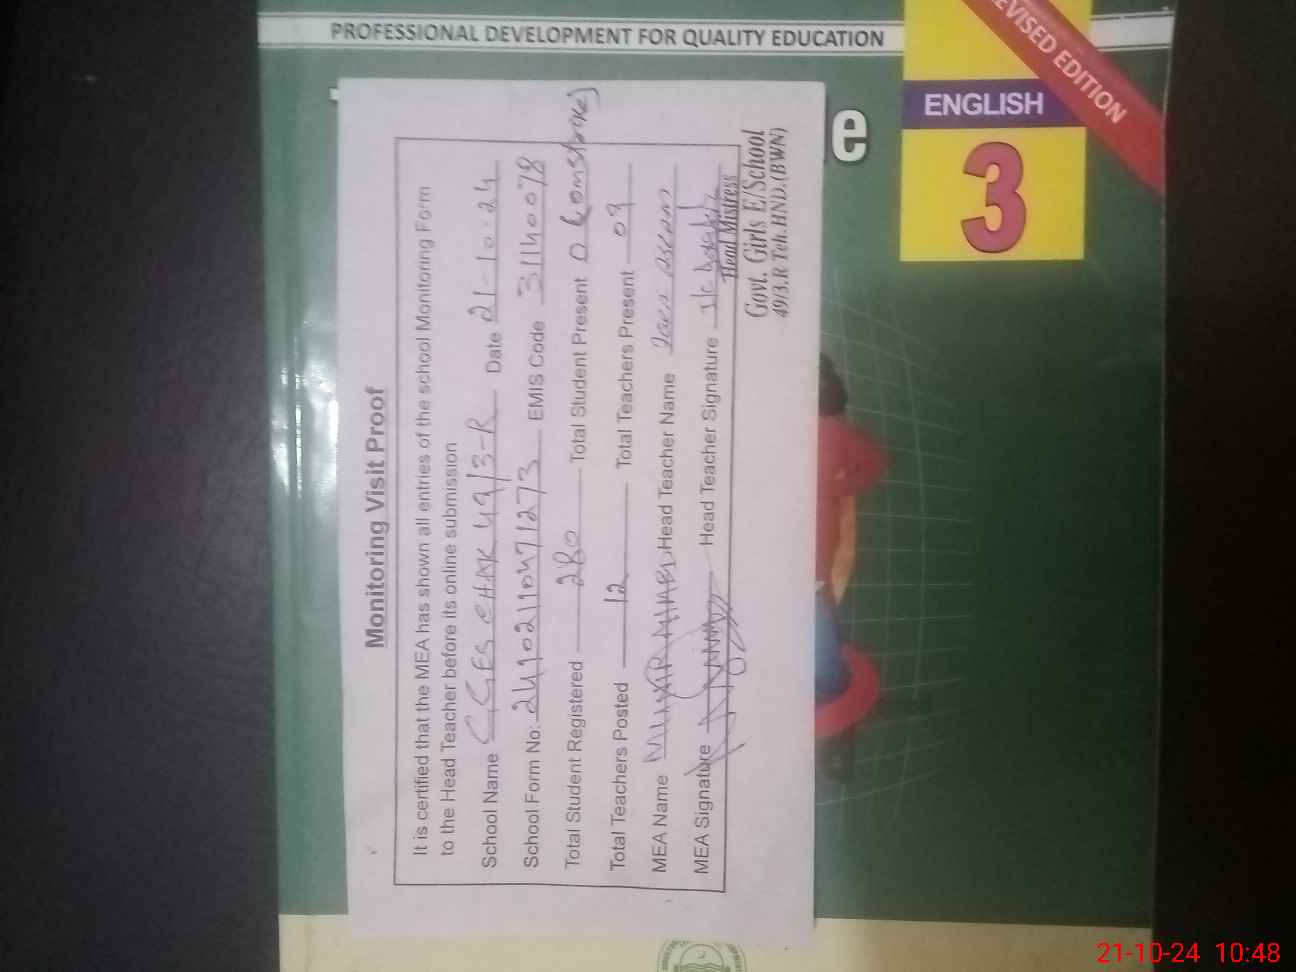 PROFESSIONAL DEVELOPMENT FOR QUALITY EDUCATION
REVISED EDITION
ENGLISH
3
e
Monitoring Visit Proof
It is certified that the MEA has shown all entries of the school Monitoring Form
to the Head Teacher before its online submission
School Name GGES CHAK 49/3-R Date 21-10-24
School Form No: 24102110471273 EMIS Code 31140078
Total Student Registered 280 Total Student Present 0
Total Teachers Posted 12 Total Teachers Present 09
MEA Name Head Teacher Name
MEA Signature Head Teacher Signature
Head Mistress
Govt. Girls E/School
49/3.R Teh.HND.(BWN)
21-10-24 10:48